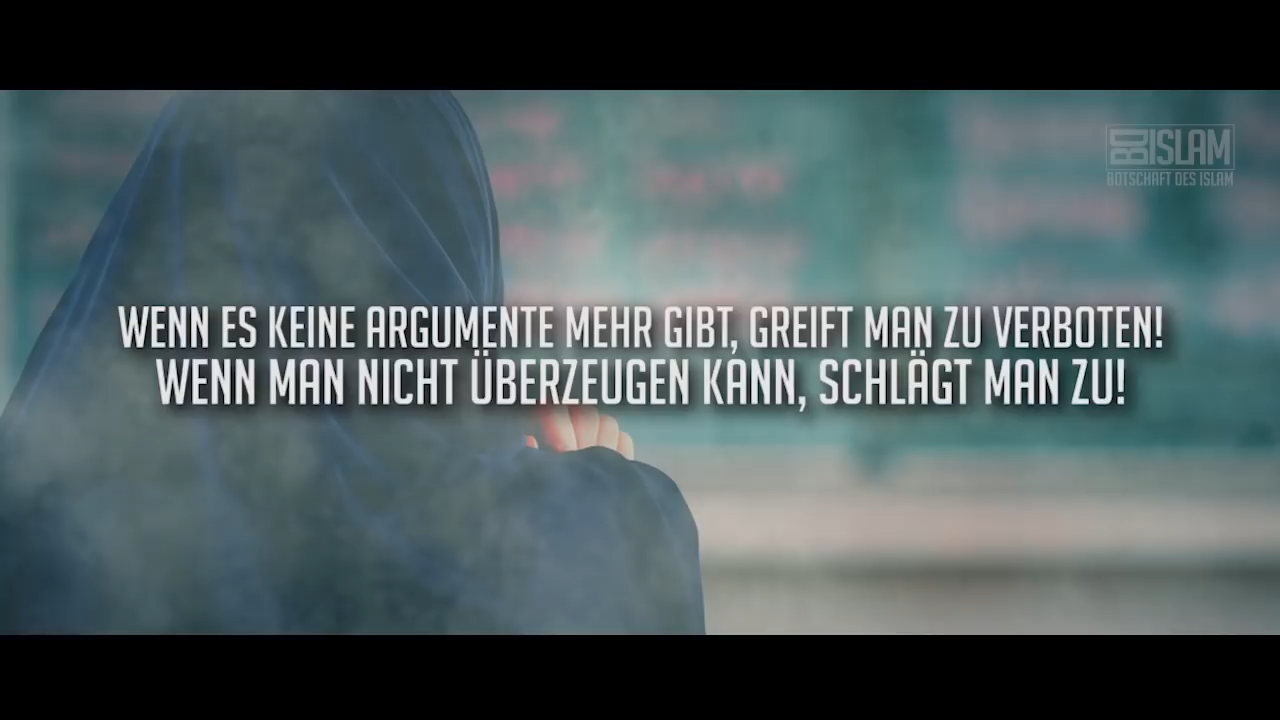 BD ISLAM
BOTSCHAFT DES ISLAM
WENN ES KEINE ARGUMENTE MEHR GIBT, GREIFT MAN ZU VERBOTEN!
WENN MAN NICHT ÜBERZEUGEN KANN, SCHLÄGT MAN ZU!